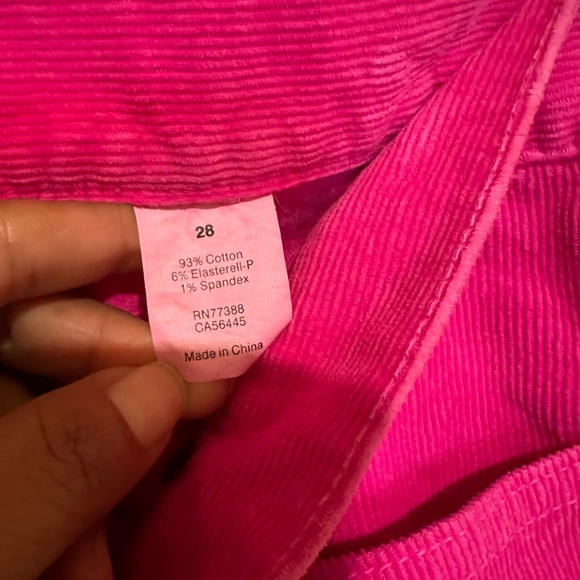 28
93% Cotton
6% Elasterell-P
1% Spandex
RN77388
CA56445
Made in China